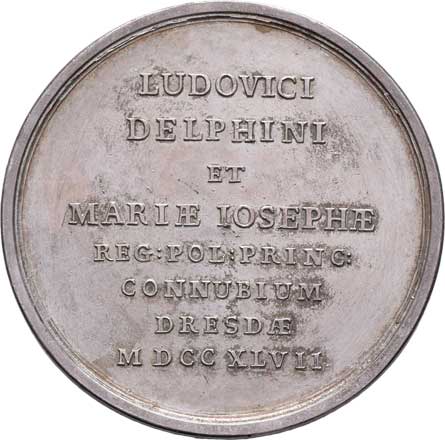 LUDOVICI
DELPHINI
ET
MARIÆ IOSEPHÆ
REG:POL:PRINC:
CONNUBIUM
DRESDÆ
MDCCXLVII